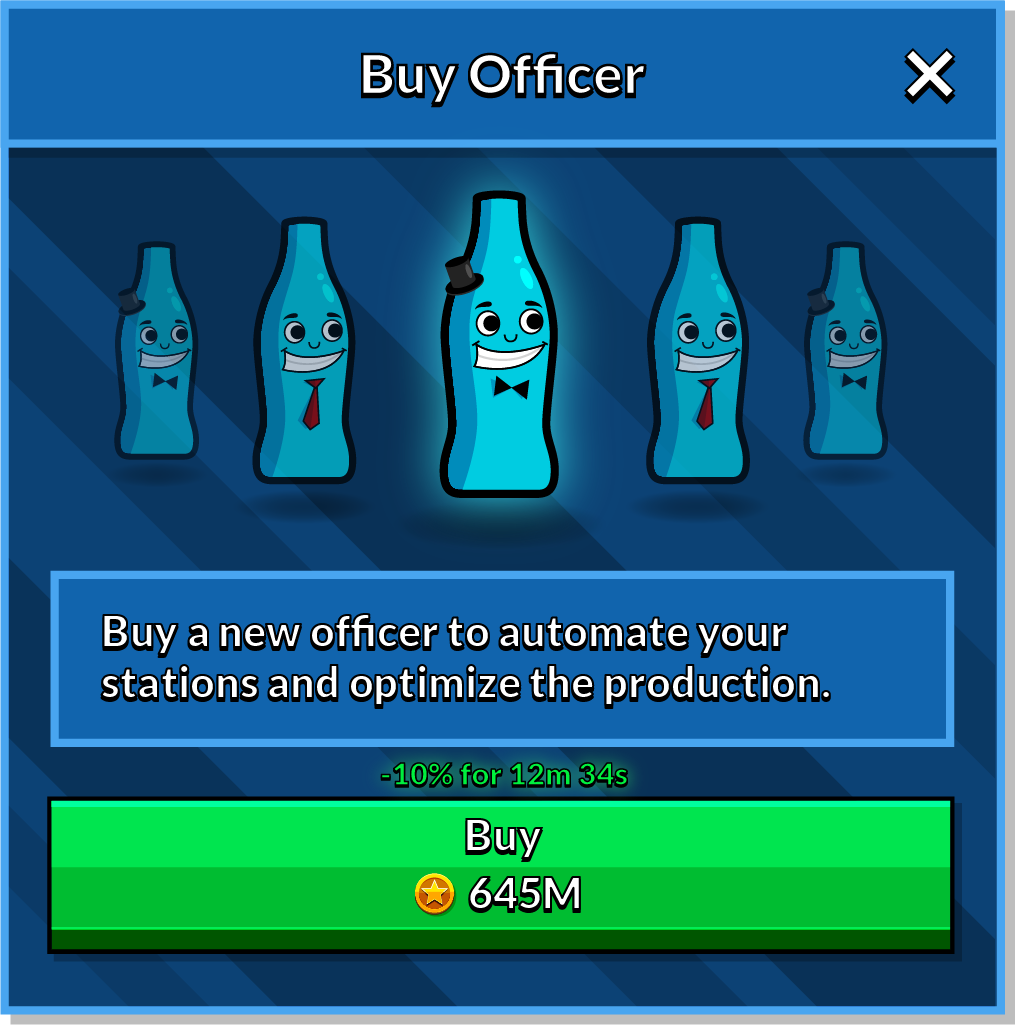 Buy Officer
Buy a new officer to automate your
stations and optimize the production.
-10% for 12m 34s
Buy
645M